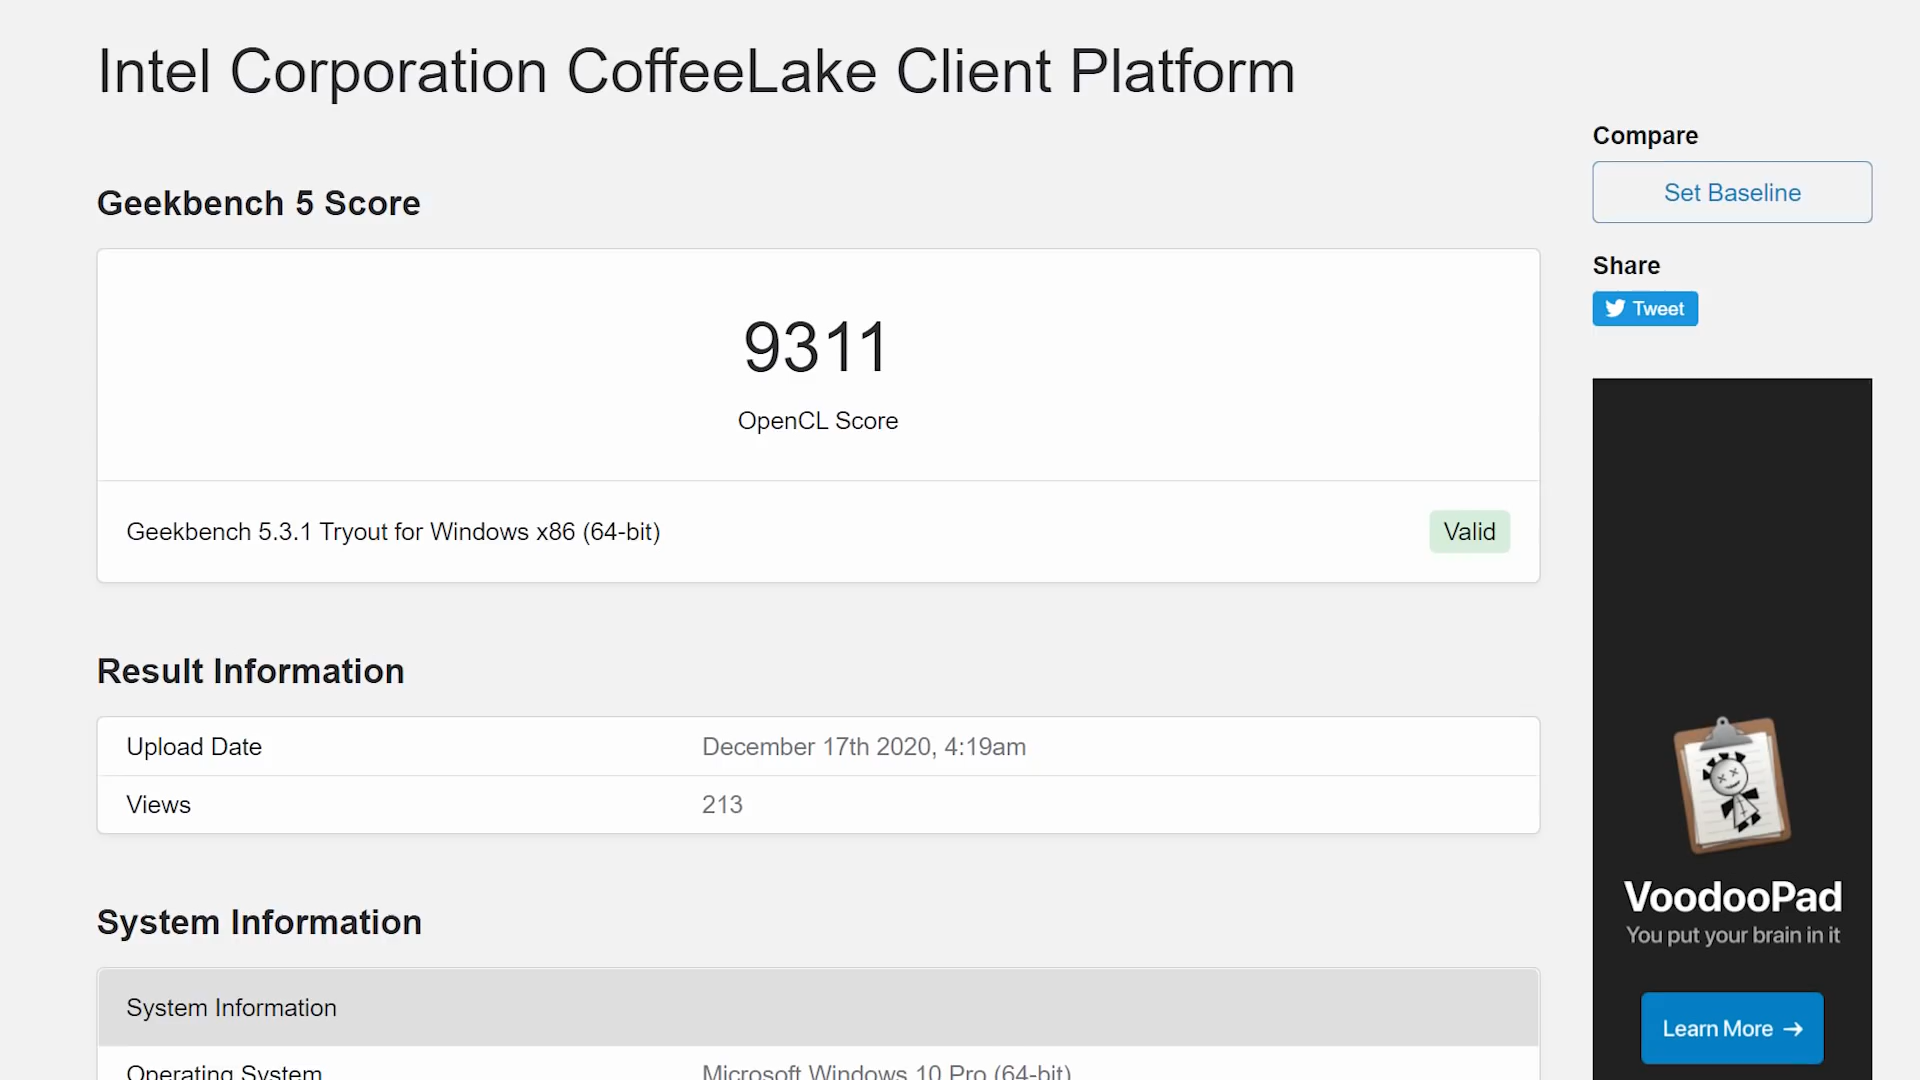 Intel Corporation CoffeeLake Client Platform
Compare
Set Baseline
Share
Tweet
Geekbench 5 Score
9311
OpenCL Score
Geekbench 5.3.1 Tryout for Windows x86 (64-bit)
Valid
Result Information
Upload Date December 17th 2020, 4:19am
Views 213
System Information
System Information
Operating System Microsoft Windows 10 Pro (64-bit)
VoodooPad
You put your brain in it
Learn More →